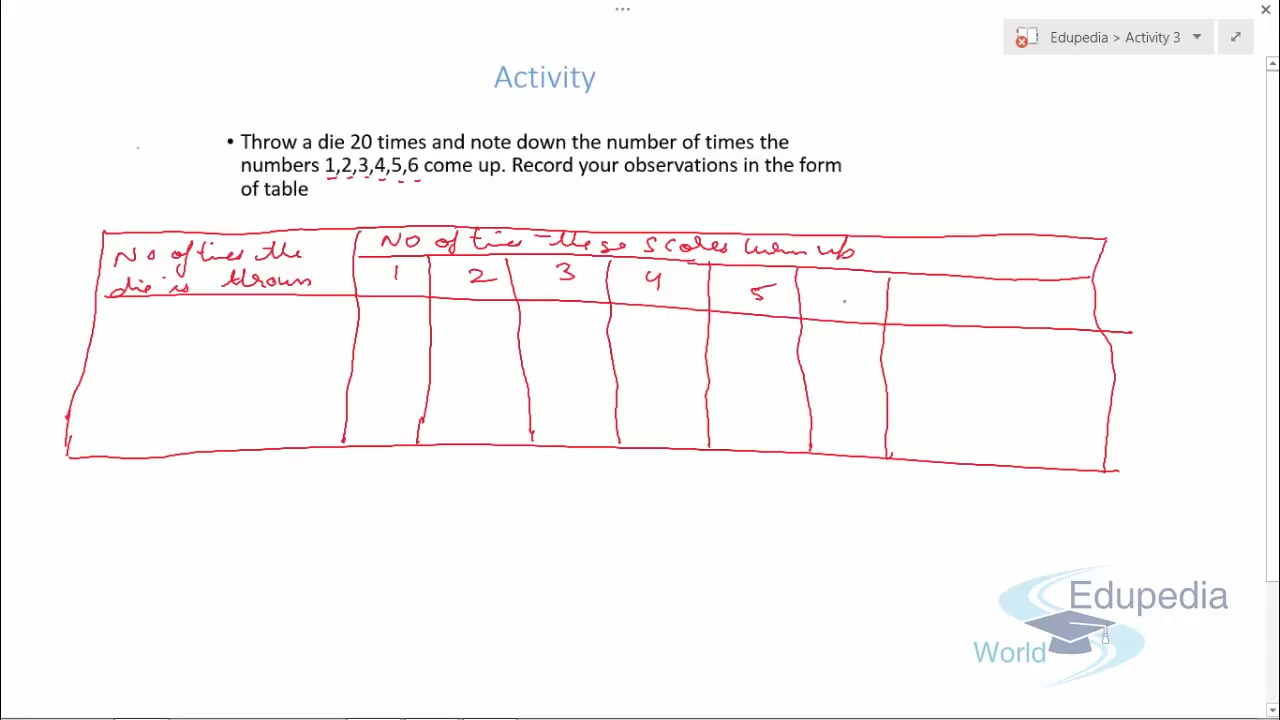 Edupedia > Activity 3
Activity
• Throw a die 20 times and note down the number of times the
numbers 1,2,3,4,5,6 come up. Record your observations in the form
of table
No of times the
die is thrown
No of times these scores turn up
1 2 3 4 5
Edupedia
World